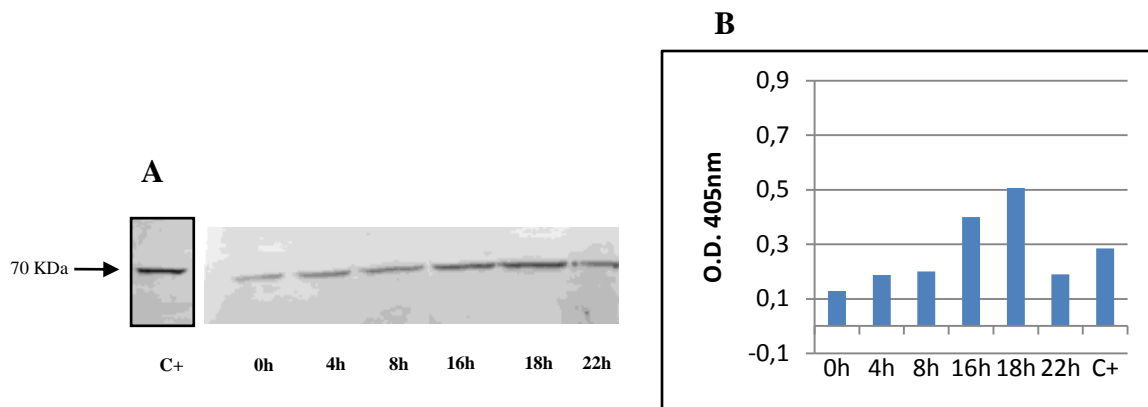 A
70 KDa
C+ 0h 4h 8h 16h 18h 22h
B
O.D. 405nm
0,9
0,7
0,5
0,3
0,1
-0,1
0h 4h 8h 16h 18h 22h C+